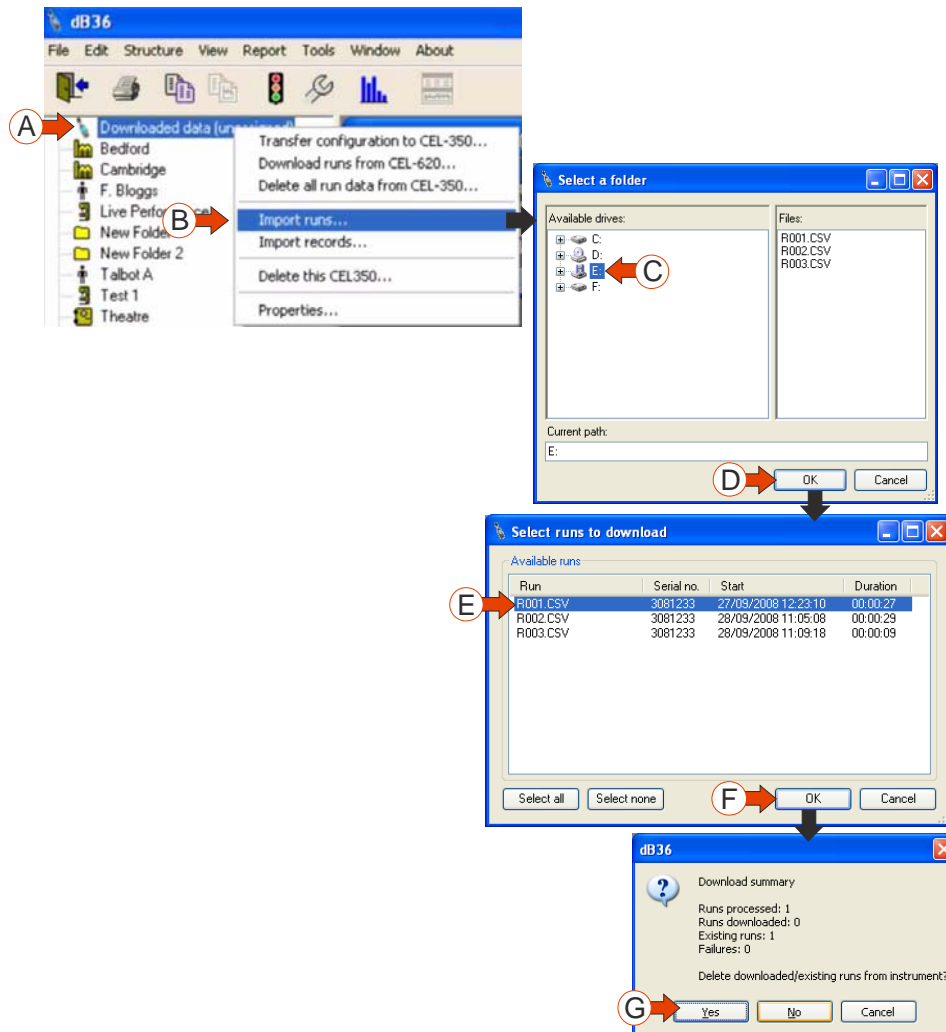 dB36
File Edit Structure View Report Tools Window About
A
Downloaded data (unassigned)
Bedford
Cambridge
F. Bloggs
Live Performance
New Folder
New Folder 2
Talbot A
Test 1
Theatre
Transfer configuration to CEL-350...
Download runs from CEL-620...
Delete all run data from CEL-350...
B
Import runs...
Import records...
Delete this CEL350...
Properties...
Select a folder
Available drives:
C:
D:
E:
F:
C
Files:
R001.CSV
R002.CSV
R003.CSV
Current path:
E:
D
OK Cancel
Select runs to download
Available runs
Run Serial no. Start Duration
E
R001.CSV 3081233 27/09/2008 12:23:10 00:00:27
R002.CSV 3081233 28/09/2008 11:05:08 00:00:29
R003.CSV 3081233 28/09/2008 11:09:18 00:00:09
Select all Select none F OK Cancel
dB36
Download summary
Runs processed: 1
Runs downloaded: 0
Existing runs: 1
Failures: 0
Delete downloaded/existing runs from instrument?
G Yes No Cancel